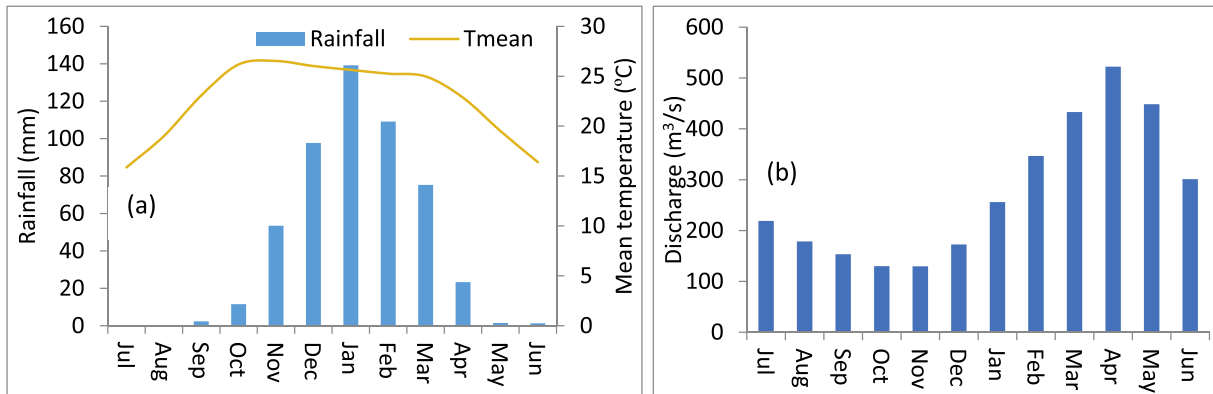 Rainfall Tmean
Rainfall (mm)
160
140
120
100
80
60
40
20
0
(a)
30
25
20
15
10
5
0
Mean temperature (ºC)
Jul Aug Sep Oct Nov Dec Jan Feb Mar Apr May Jun
Discharge (m³/s)
600
500
400
300
200
100
0
(b)
Jul Aug Sep Oct Nov Dec Jan Feb Mar Apr May Jun